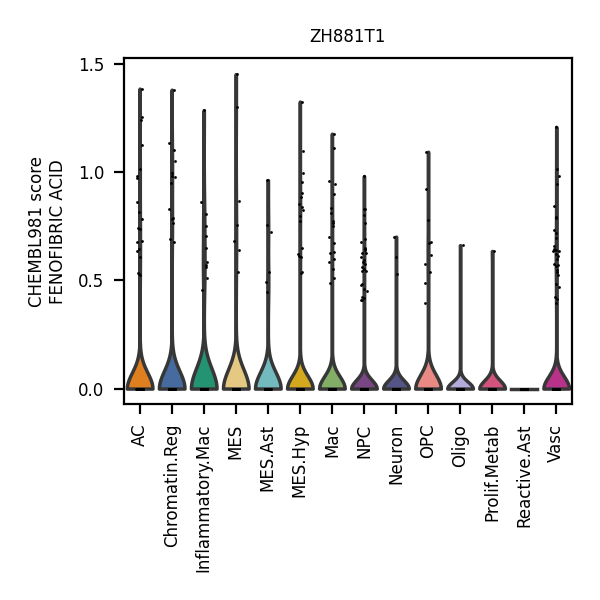 ZH881T1
CHEMBL981 score
FENOFIBRIC ACID
1.5
1.0
0.5
0.0
AC
Chromatin.Reg
Inflammatory.Mac
MES
MES.Ast
MES.Hyp
Mac
NPC
Neuron
OPC
Oligo
Prolif.Metab
Reactive.Ast
Vasc